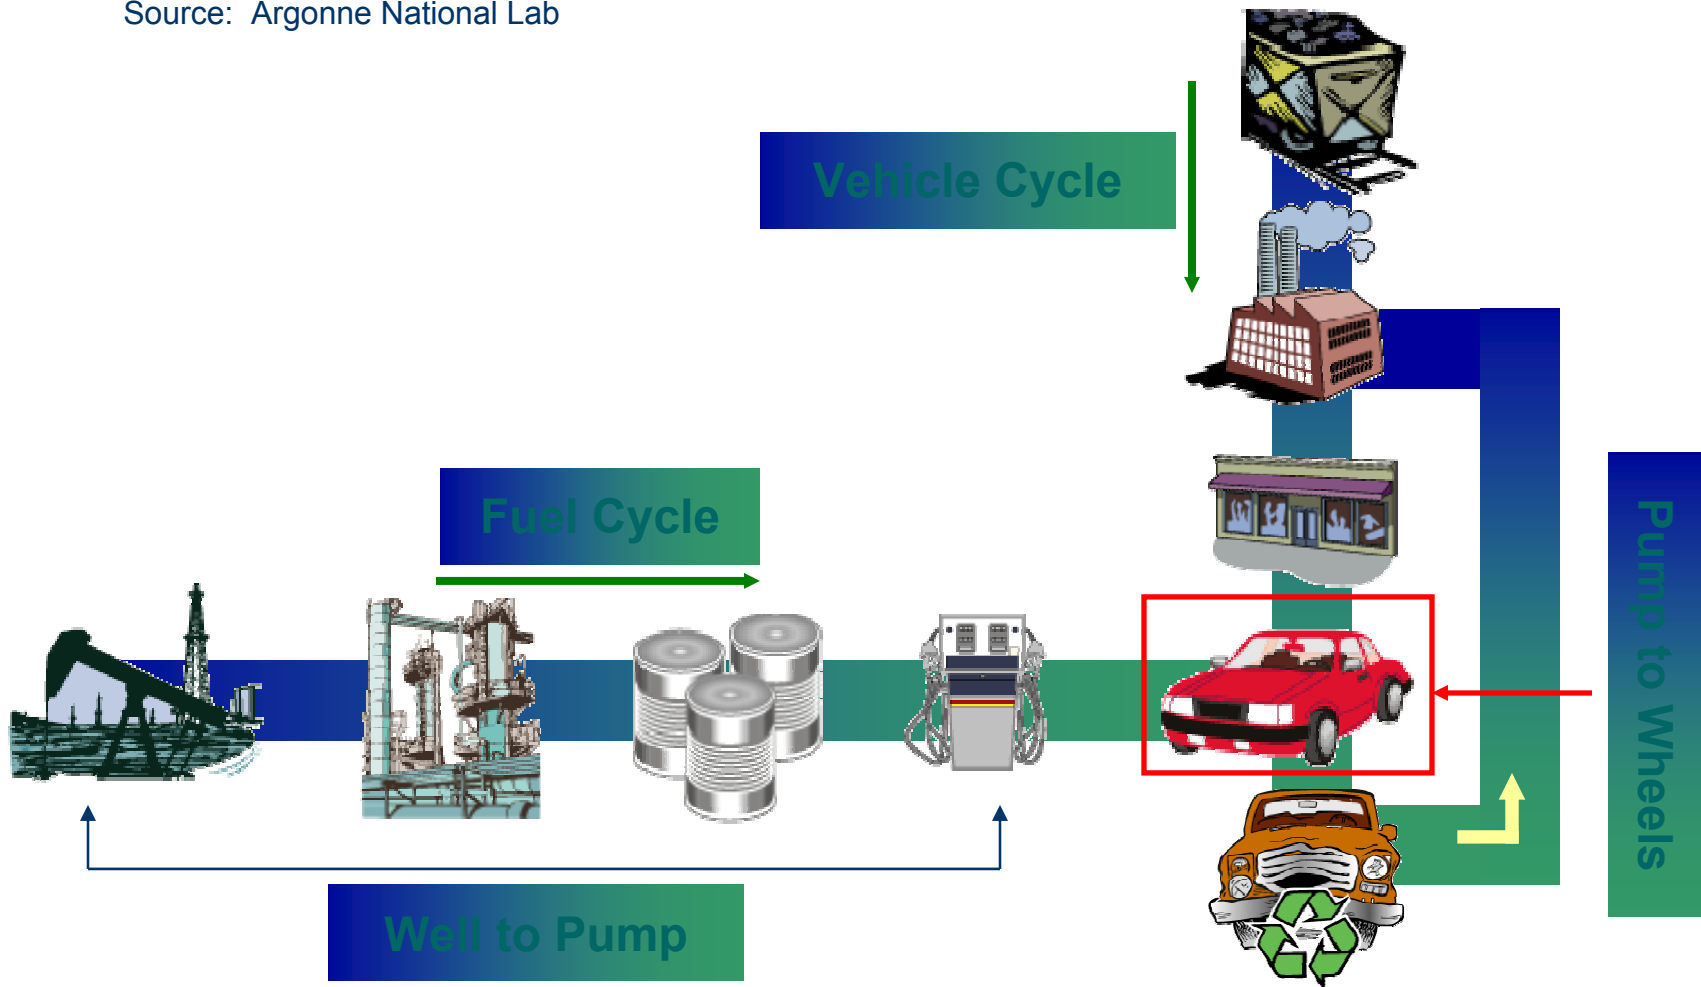 Source: Argonne National Lab
Vehicle Cycle
Fuel Cycle
Pump to Wheels
Well to Pump